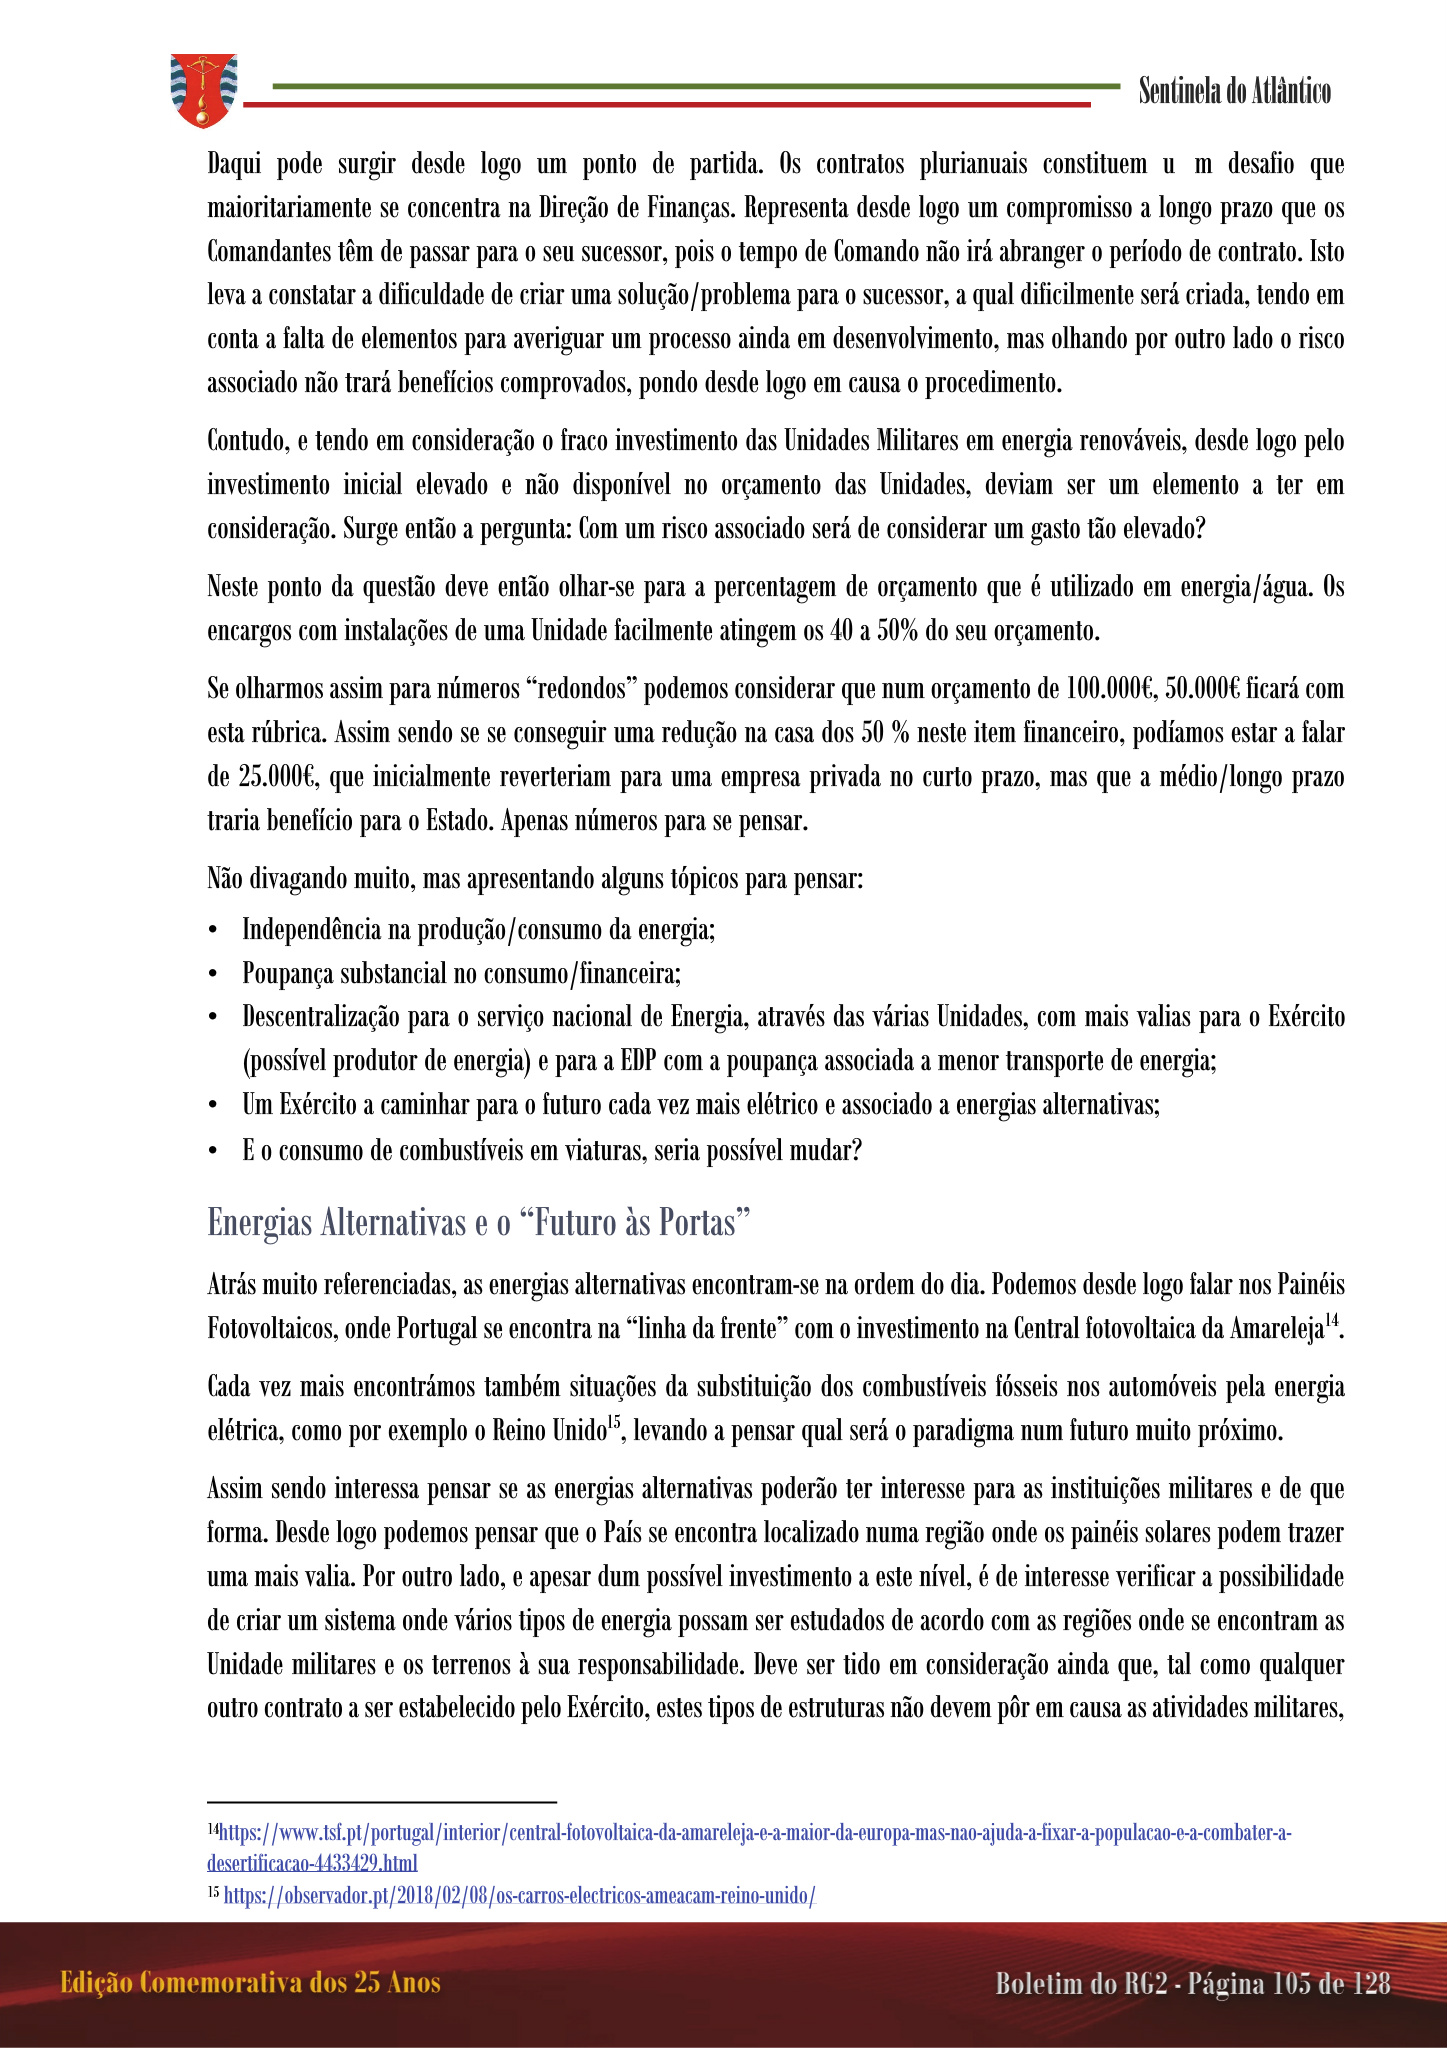 Sentinela do Atlântico
Daqui pode surgir desde logo um ponto de partida. Os contratos plurianuais constituem u m desafio que
maioritariamente se concentra na Direção de Finanças. Representa desde logo um compromisso a longo prazo que os
Comandantes têm de passar para o seu sucessor, pois o tempo de Comando não irá abranger o período de contrato. Isto
leva a constatar a dificuldade de criar uma solução/problema para o sucessor, a qual dificilmente será criada, tendo em
conta a falta de elementos para averiguar um processo ainda em desenvolvimento, mas olhando por outro lado o risco
associado não trará benefícios comprovados, pondo desde logo em causa o procedimento.
Contudo, e tendo em consideração o fraco investimento das Unidades Militares em energia renováveis, desde logo pelo
investimento inicial elevado e não disponível no orçamento das Unidades, deviam ser um elemento a ter em
consideração. Surge então a pergunta: Com um risco associado será de considerar um gasto tão elevado?
Neste ponto da questão deve então olhar-se para a percentagem de orçamento que é utilizado em energia/água. Os
encargos com instalações de uma Unidade facilmente atingem os 40 a 50% do seu orçamento.
Se olharmos assim para números “redondos” podemos considerar que num orçamento de 100.000€, 50.000€ ficará com
esta rúbrica. Assim sendo se se conseguir uma redução na casa dos 50 % neste item financeiro, podíamos estar a falar
de 25.000€, que inicialmente reverteriam para uma empresa privada no curto prazo, mas que a médio/longo prazo
traria benefício para o Estado. Apenas números para se pensar.
Não divagando muito, mas apresentando alguns tópicos para pensar:
• Independência na produção/consumo da energia;
• Poupança substancial no consumo/financeira;
• Descentralização para o serviço nacional de Energia, através das várias Unidades, com mais valias para o Exército
(possível produtor de energia) e para a EDP com a poupança associada a menor transporte de energia;
• Um Exército a caminhar para o futuro cada vez mais elétrico e associado a energias alternativas;
• E o consumo de combustíveis em viaturas, seria possível mudar?
Energias Alternativas e o “Futuro às Portas”
Atrás muito referenciadas, as energias alternativas encontram-se na ordem do dia. Podemos desde logo falar nos Painéis
Fotovoltaicos, onde Portugal se encontra na “linha da frente” com o investimento na Central fotovoltaica da Amareleja14.
Cada vez mais encontrámos também situações da substituição dos combustíveis fósseis nos automóveis pela energia
elétrica, como por exemplo o Reino Unido15, levando a pensar qual será o paradigma num futuro muito próximo.
Assim sendo interessa pensar se as energias alternativas poderão ter interesse para as instituições militares e de que
forma. Desde logo podemos pensar que o País se encontra localizado numa região onde os painéis solares podem trazer
uma mais valia. Por outro lado, e apesar dum possível investimento a este nível, é de interesse verificar a possibilidade
de criar um sistema onde vários tipos de energia possam ser estudados de acordo com as regiões onde se encontram as
Unidade militares e os terrenos à sua responsabilidade. Deve ser tido em consideração ainda que, tal como qualquer
outro contrato a ser estabelecido pelo Exército, estes tipos de estruturas não devem pôr em causa as atividades militares,
14https://www.tsf.pt/portugal/interior/central-fotovoltaica-da-amareleja-e-a-maior-da-europa-mas-nao-ajuda-a-fixar-a-populacao-e-a-combater-a-
desertificacao-4433429.html
15 https://observador.pt/2018/02/08/os-carros-electricos-ameacam-reino-unido/
Edição Comemorativa dos 25 Anos
Boletim do RG2 - Página 105 de 128